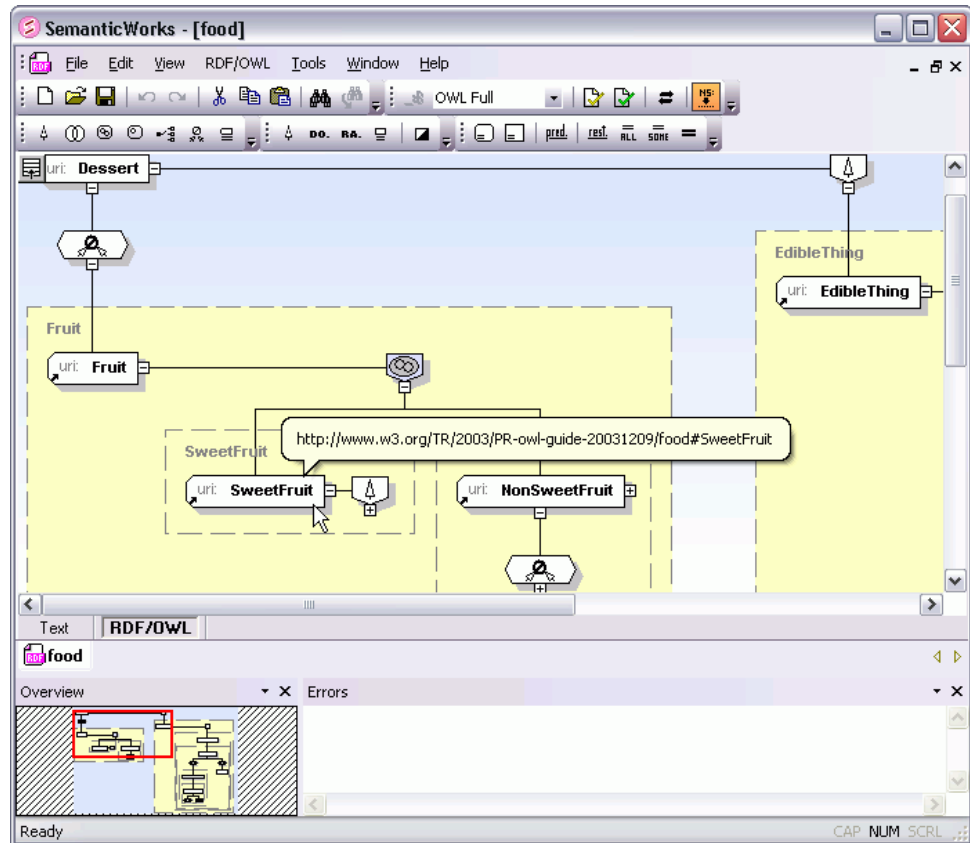 SemanticWorks - [food]
File Edit View RDF/OWL Tools Window Help
OWL Full NS:
DO. RA. pred. rest. ALL SOME
uri: Dessert
EdibleThing
uri: EdibleThing
Fruit
uri: Fruit
http://www.w3.org/TR/2003/PR-owl-guide-20031209/food#SweetFruit
SweetFruit
uri: SweetFruit
uri: NonSweetFruit
Text RDF/OWL
RDF food
Overview Errors
Ready CAP NUM SCRL